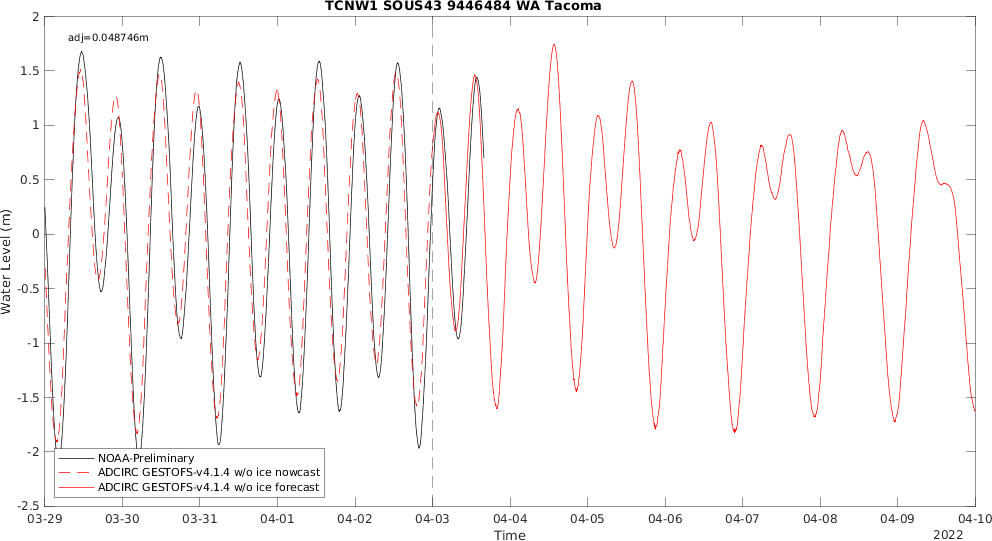 TCNW1 SOUS43 9446484 WA Tacoma
adj=0.048746m
2
1.5
1
0.5
0
-0.5
-1
-1.5
-2
-2.5
Water Level (m)
NOAA-Preliminary
ADCIRC GESTOFS-v4.1.4 w/o ice nowcast
ADCIRC GESTOFS-v4.1.4 w/o ice forecast
03-29 03-30 03-31 04-01 04-02 04-03 04-04 04-05 04-06 04-07 04-08 04-09 04-10
Time
2022